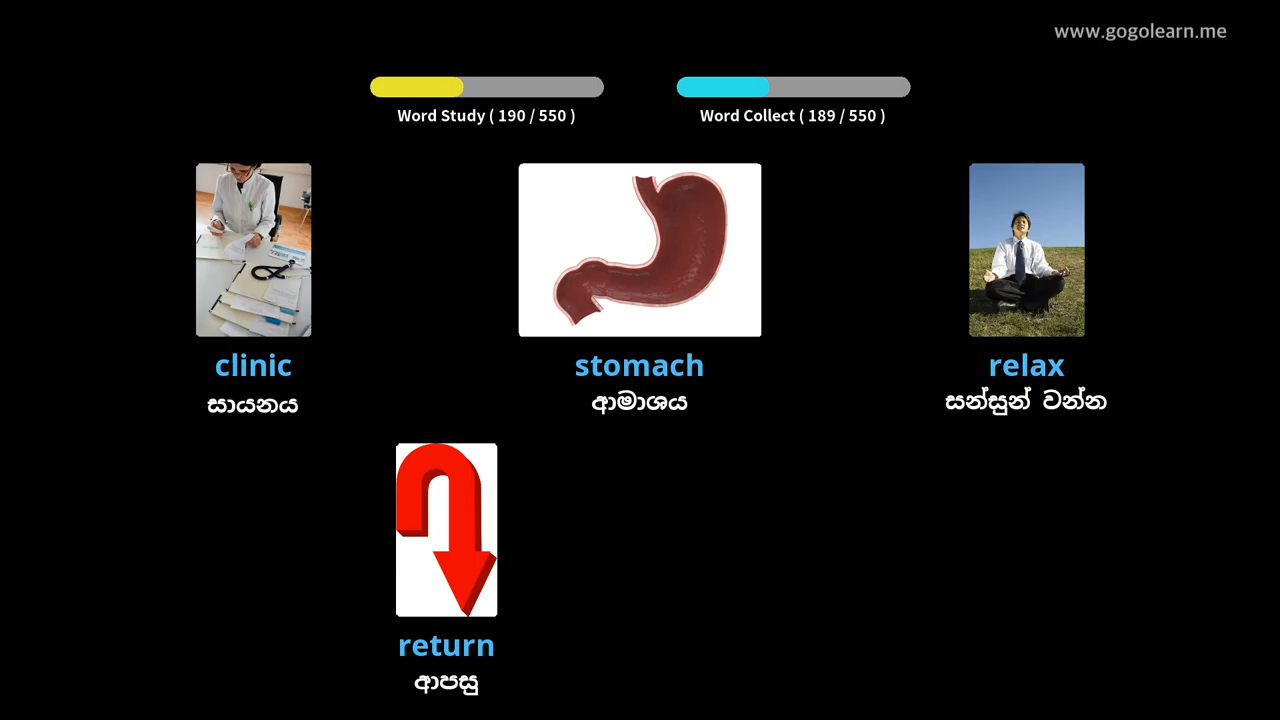 www.gogolearn.me
Word Study ( 190 / 550 )
Word Collect ( 189 / 550 )
clinic
සායනය
stomach
ආමාශය
relax
සන්සුන් වන්න
return
ආපසු